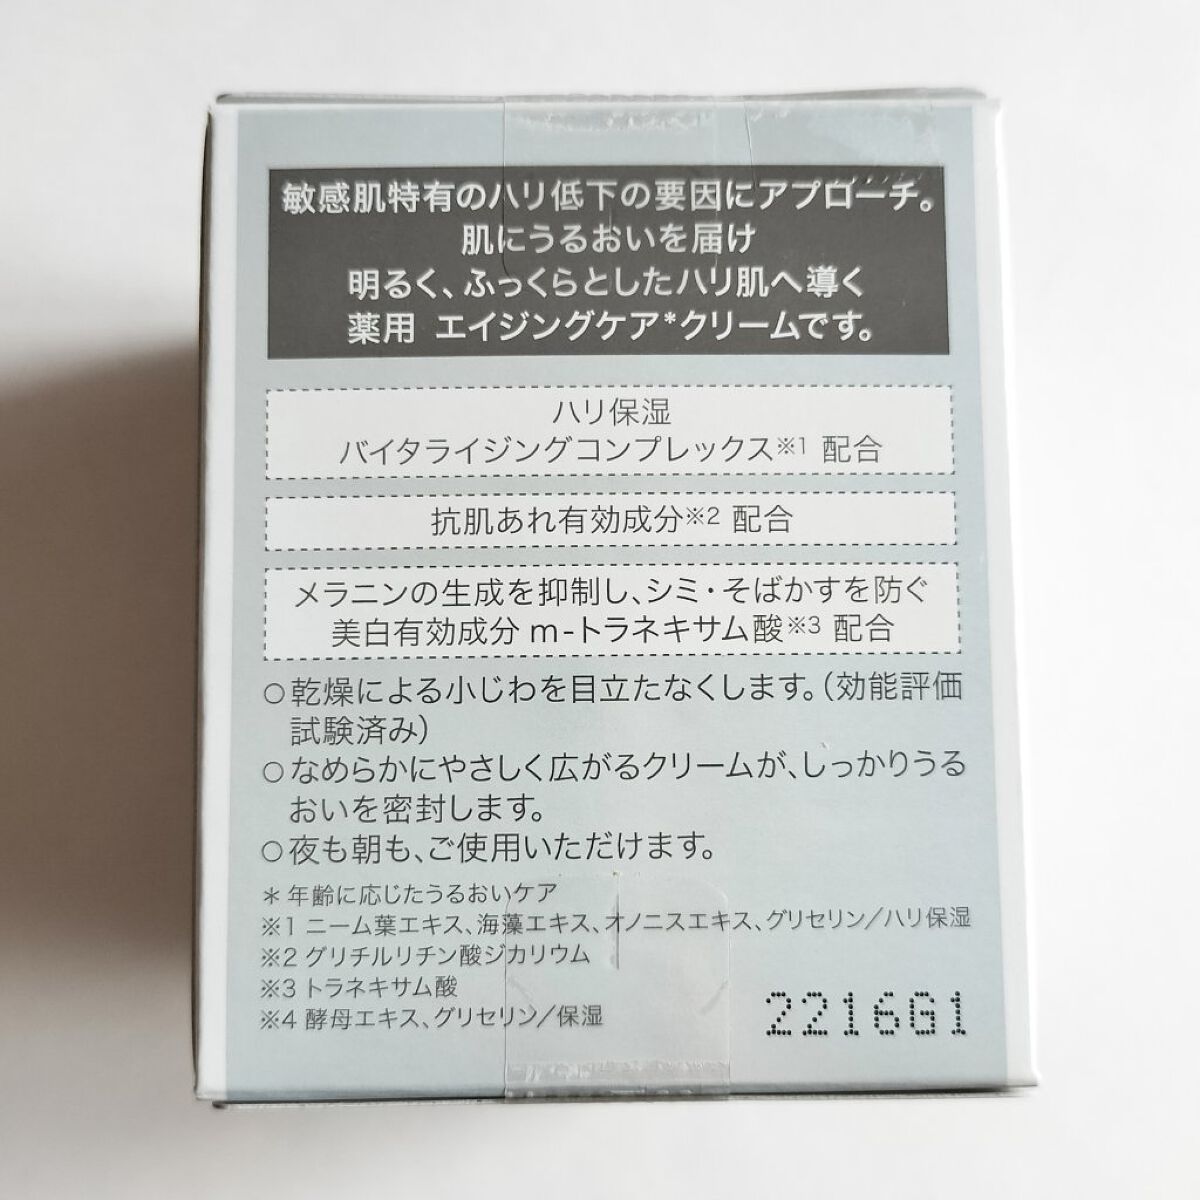 敏感肌特有のハリ低下の要因にアプローチ。
肌にうるおいを届け
明るく、ふっくらとしたハリ肌へ導く
薬用 エイジングケア*クリームです。
ハリ保湿
バイタライジングコンプレックス※1 配合
抗肌あれ有効成分※2 配合
メラニンの生成を抑制し、シミ・そばかすを防ぐ
美白有効成分 m-トラネキサム酸※3 配合
○乾燥による小じわを目立たなくします。（効能評価
試験済み）
○なめらかにやさしく広がるクリームが、しっかりうる
おいを密封します。
○夜も朝も、ご使用いただけます。
＊年齢に応じたうるおいケア
※1 ニーム葉エキス、海藻エキス、オノニスエキス、グリセリン／ハリ保湿
※2 グリチルリチン酸ジカリウム
※3 トラネキサム酸
※4 酵母エキス、グリセリン／保湿
2216G1